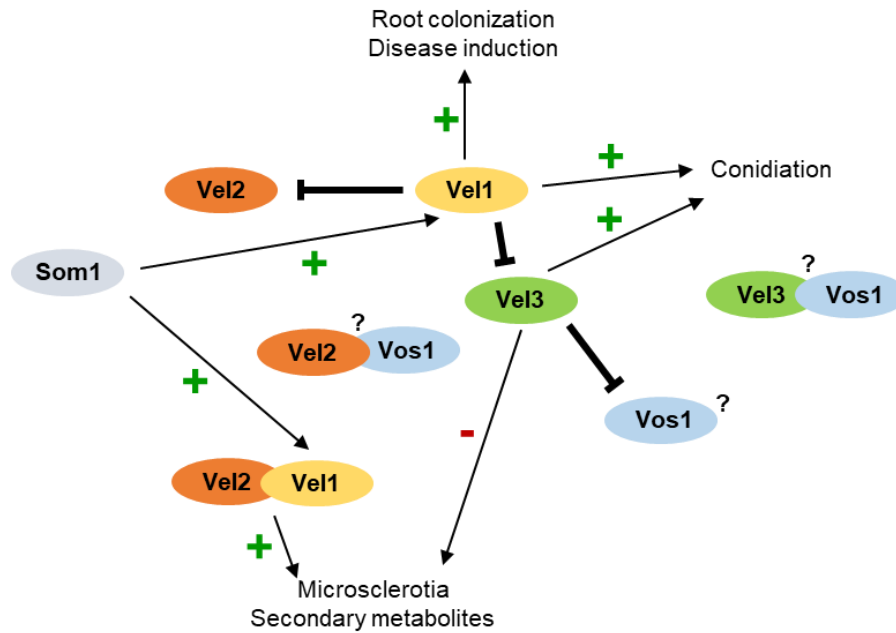 Root colonization
Disease induction
+
+
Conidiation
Vel2
Vel1
+
Som1
+
Vel3
?
Vel3
Vos1
?
Vel2
Vos1
+
?
Vos1
-
Vel2
Vel1
+
Microsclerotia
Secondary metabolites